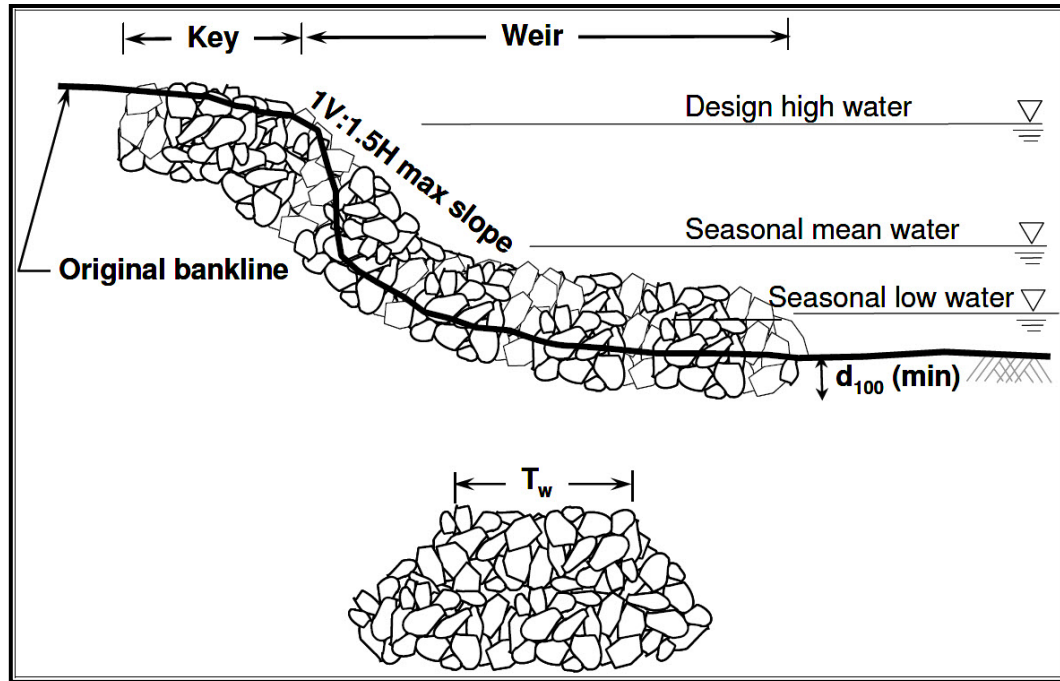 Key
Weir
1V:1.5H max slope
Design high water
Seasonal mean water
Original bankline
Seasonal low water
d100 (min)
Tw